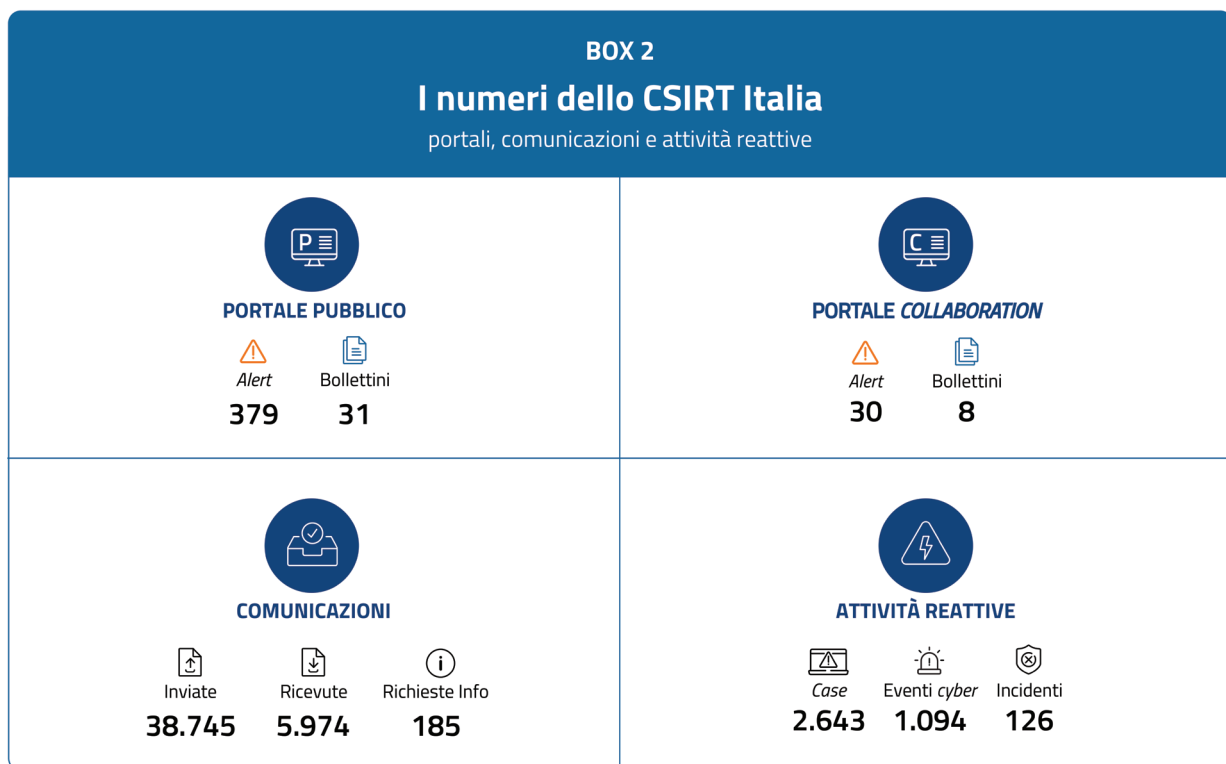 BOX 2
I numeri dello CSIRT Italia
portali, comunicazioni e attività reattive
P
PORTALE PUBBLICO
Alert Bollettini
379 31
C
PORTALE COLLABORATION
Alert Bollettini
30 8
COMUNICAZIONI
Inviate Ricevute Richieste Info
38.745 5.974 185
ATTIVITÀ REATTIVE
Case Eventi cyber Incidenti
2.643 1.094 126